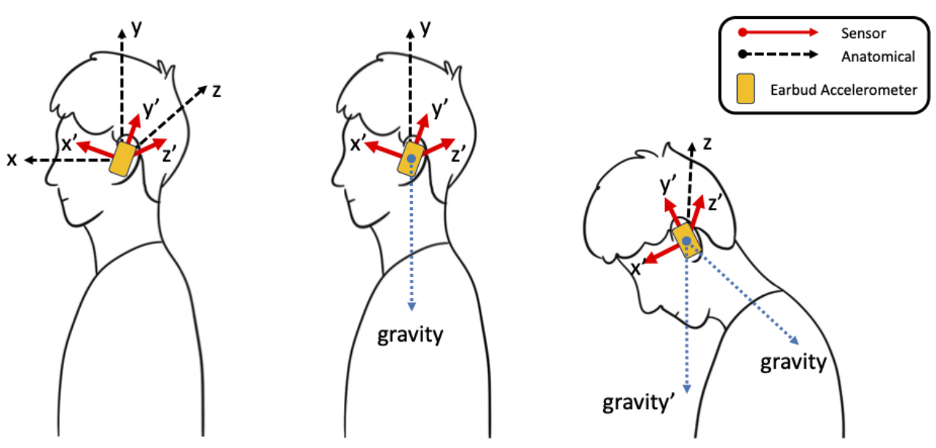 y
z
x
x'
y'
z'
y
x'
y'
z'
gravity
z
y'
z'
x'
gravity
gravity'
Sensor
Anatomical
Earbud Accelerometer